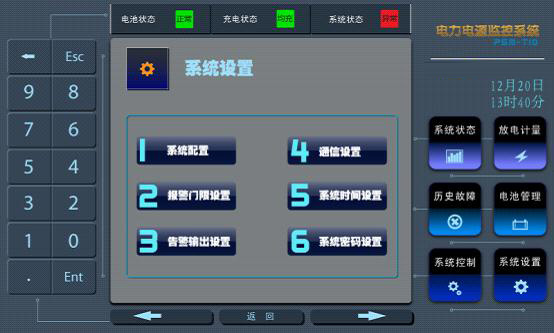 电池状态 正常 充电状态 均充 系统状态 异常
电力电源监控系统
PSM-T10
12月20日
13时40分
Esc
9 8
7 6
5 4
3 2
1 0
. Ent
系统设置
1 系统配置
2 报警门限设置
3 告警输出设置
4 通信设置
5 系统时间设置
6 系统密码设置
系统状态 放电计量
历史故障 电池管理
系统控制 系统设置
返 回